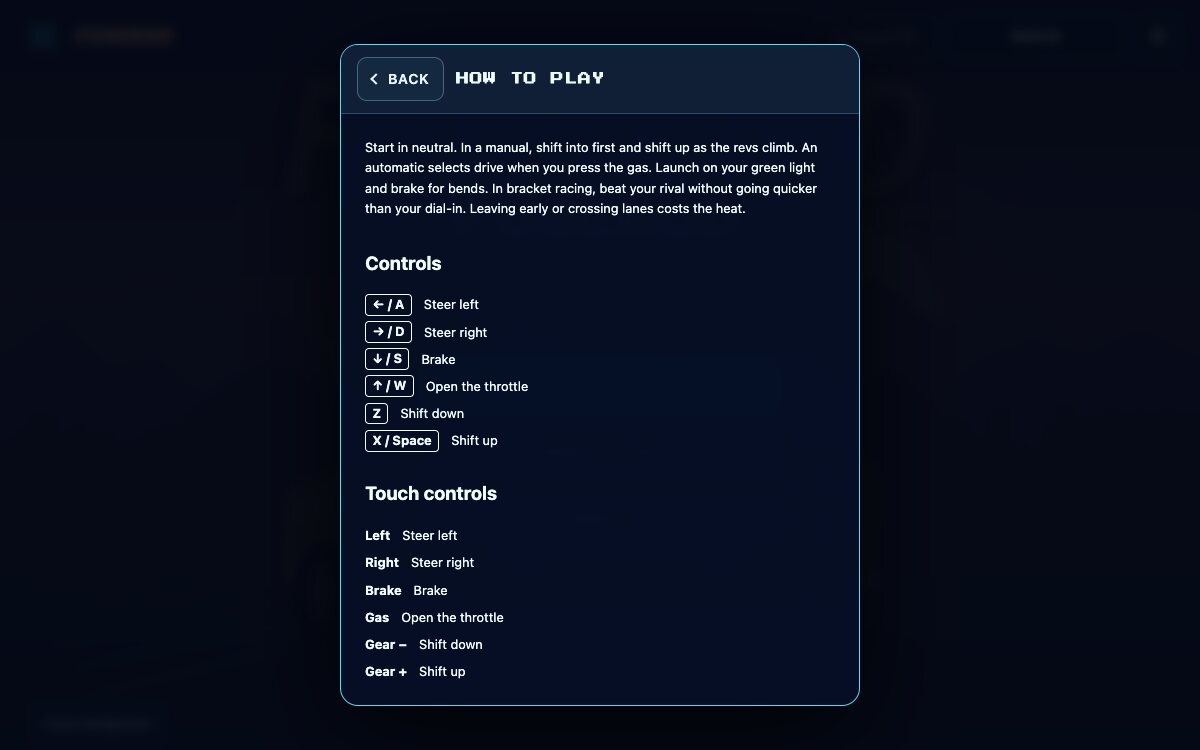 BACK
HOW TO PLAY
Start in neutral. In a manual, shift into first and shift up as the revs climb. An
automatic selects drive when you press the gas. Launch on your green light
and brake for bends. In bracket racing, beat your rival without going quicker
than your dial-in. Leaving early or crossing lanes costs the heat.
Controls
← / A Steer left
→ / D Steer right
↓ / S Brake
↑ / W Open the throttle
Z Shift down
X / Space Shift up
Touch controls
Left Steer left
Right Steer right
Brake Brake
Gas Open the throttle
Gear – Shift down
Gear + Shift up